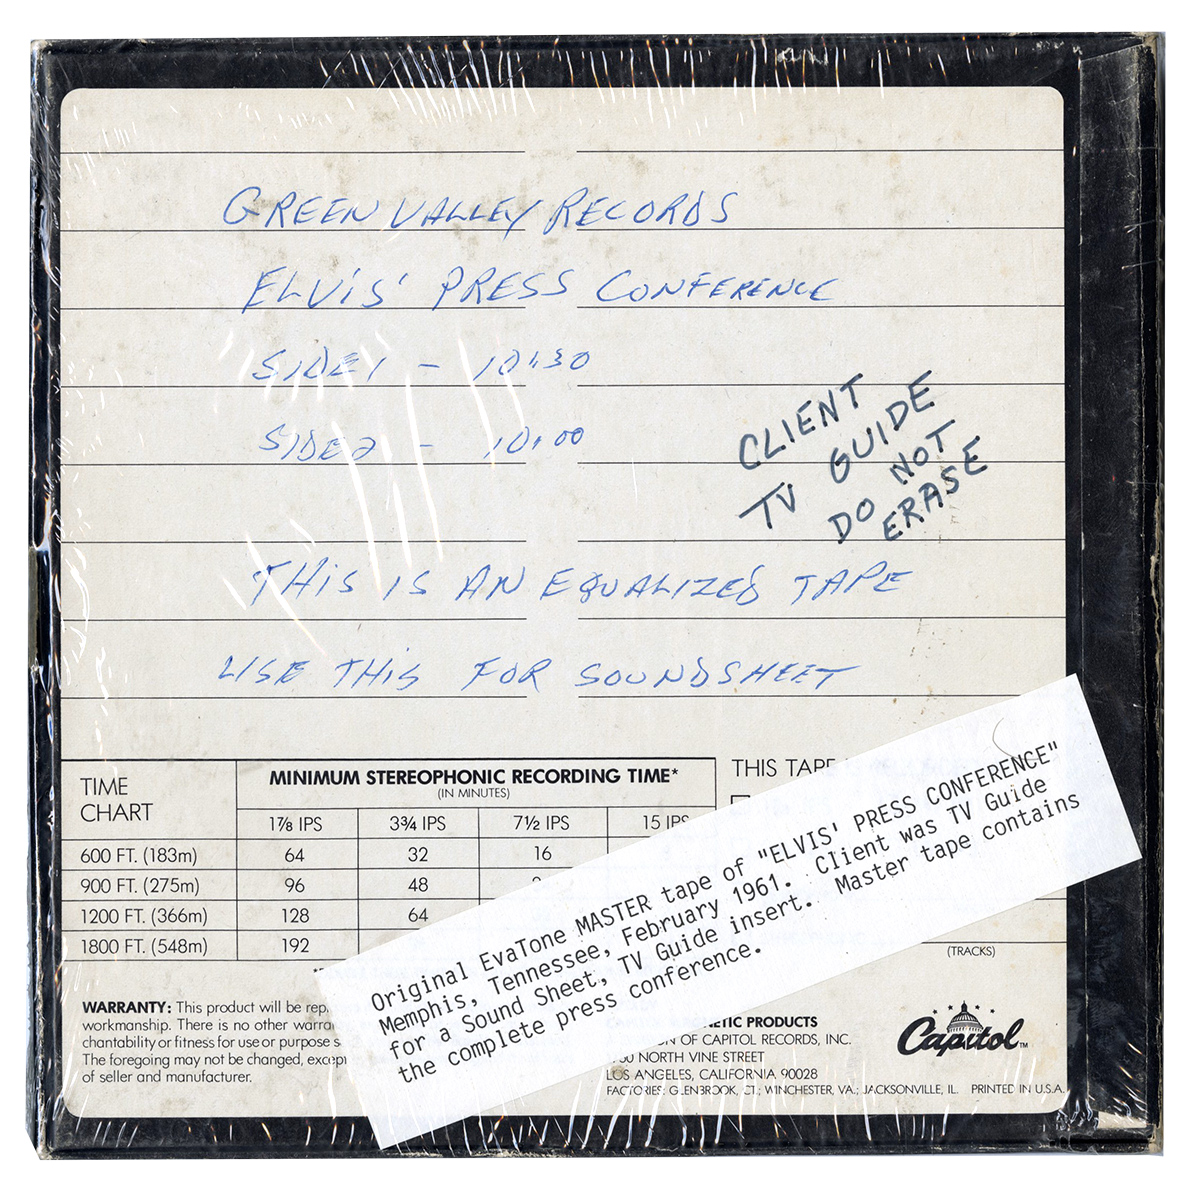 GREEN VALLEY RECORDS
ELVIS' PRESS CONFERENCE
SIDE 1 - 10:30
SIDE 2 - 10:00
CLIENT
TV GUIDE
DO NOT
ERASE
THIS IS AN EQUALIZED TAPE
USE THIS FOR SOUNDSHEET
TIME CHART
MINIMUM STEREOPHONIC RECORDING TIME*
(IN MINUTES)
1⅞ IPS 3¾ IPS 7½ IPS 15 IPS
600 FT. (183m) 64 32 16
900 FT. (275m) 96 48
1200 FT. (366m) 128 64
1800 FT. (548m) 192
THIS TAPE
(TRACKS)
Original EvaTone MASTER tape of "ELVIS' PRESS CONFERENCE"
Memphis, Tennessee, February 1961. Client was TV Guide
for a Sound Sheet, TV Guide insert. Master tape contains
the complete press conference.
WARRANTY: This product will be
workmanship. There is no other
chantability or fitness for use or purpose
The foregoing may not be changed,
of seller and manufacturer.
PRODUCTS
OF CAPITOL RECORDS, INC.
NORTH VINE STREET
LOS ANGELES, CALIFORNIA 90028
FACTORIES: GLENBROOK, CT.; WINCHESTER, VA.; JACKSONVILLE, IL. PRINTED IN U.S.A.
Capitol™